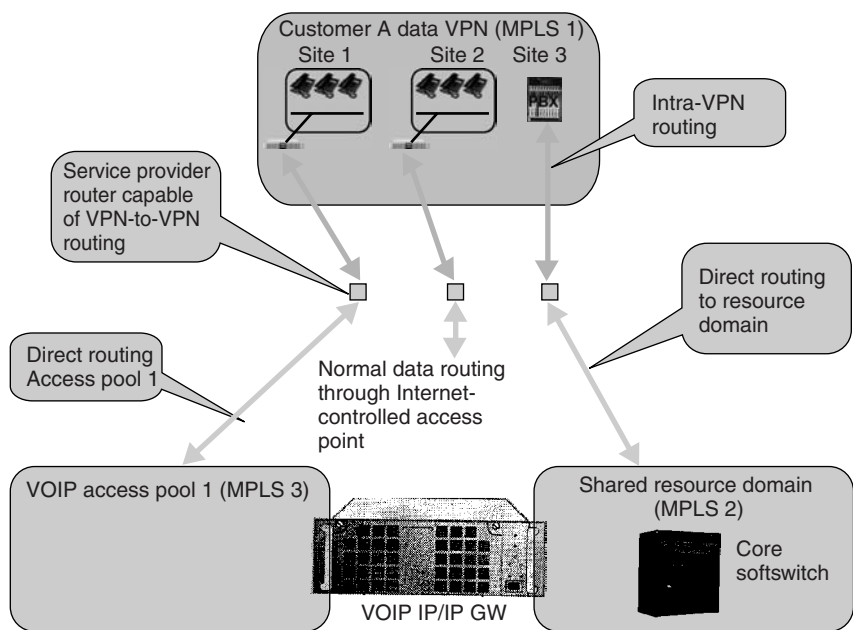 Customer A data VPN (MPLS 1)
Site 1
Site 2
Site 3
PBX
Intra-VPN
routing
Service provider
router capable
of VPN-to-VPN
routing
Direct routing
to resource
domain
Direct routing
Access pool 1
Normal data routing
through Internet-
controlled access
point
VOIP access pool 1 (MPLS 3)
Shared resource domain
(MPLS 2)
Core
softswitch
VOIP IP/IP GW